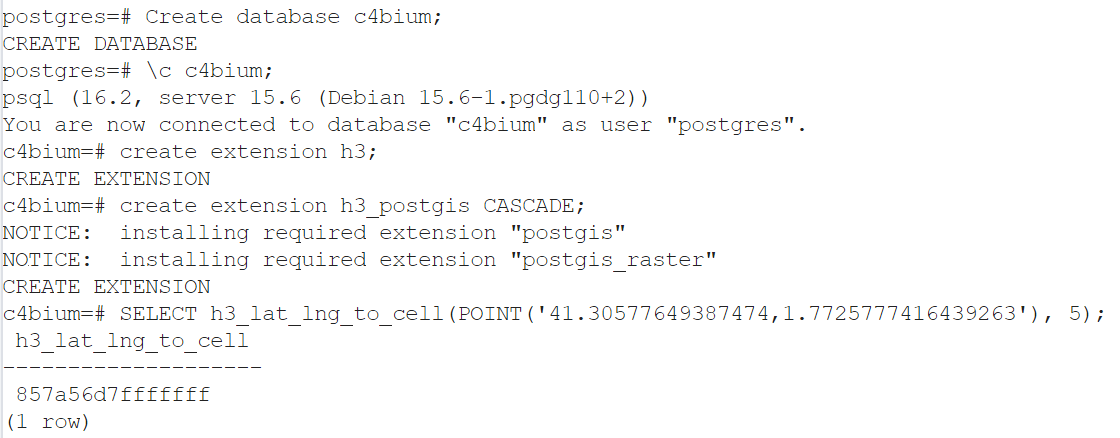 postgres=# Create database c4bium;
CREATE DATABASE
postgres=# \c c4bium;
psql (16.2, server 15.6 (Debian 15.6-1.pgdg110+2))
You are now connected to database "c4bium" as user "postgres".
c4bium=# create extension h3;
CREATE EXTENSION
c4bium=# create extension h3_postgis CASCADE;
NOTICE:  installing required extension "postgis"
NOTICE:  installing required extension "postgis_raster"
CREATE EXTENSION
c4bium=# SELECT h3_lat_lng_to_cell(POINT('41.30577649387474,1.7725777416439263'), 5);
 h3_lat_lng_to_cell
--------------------
 857a56d7fffffff
(1 row)